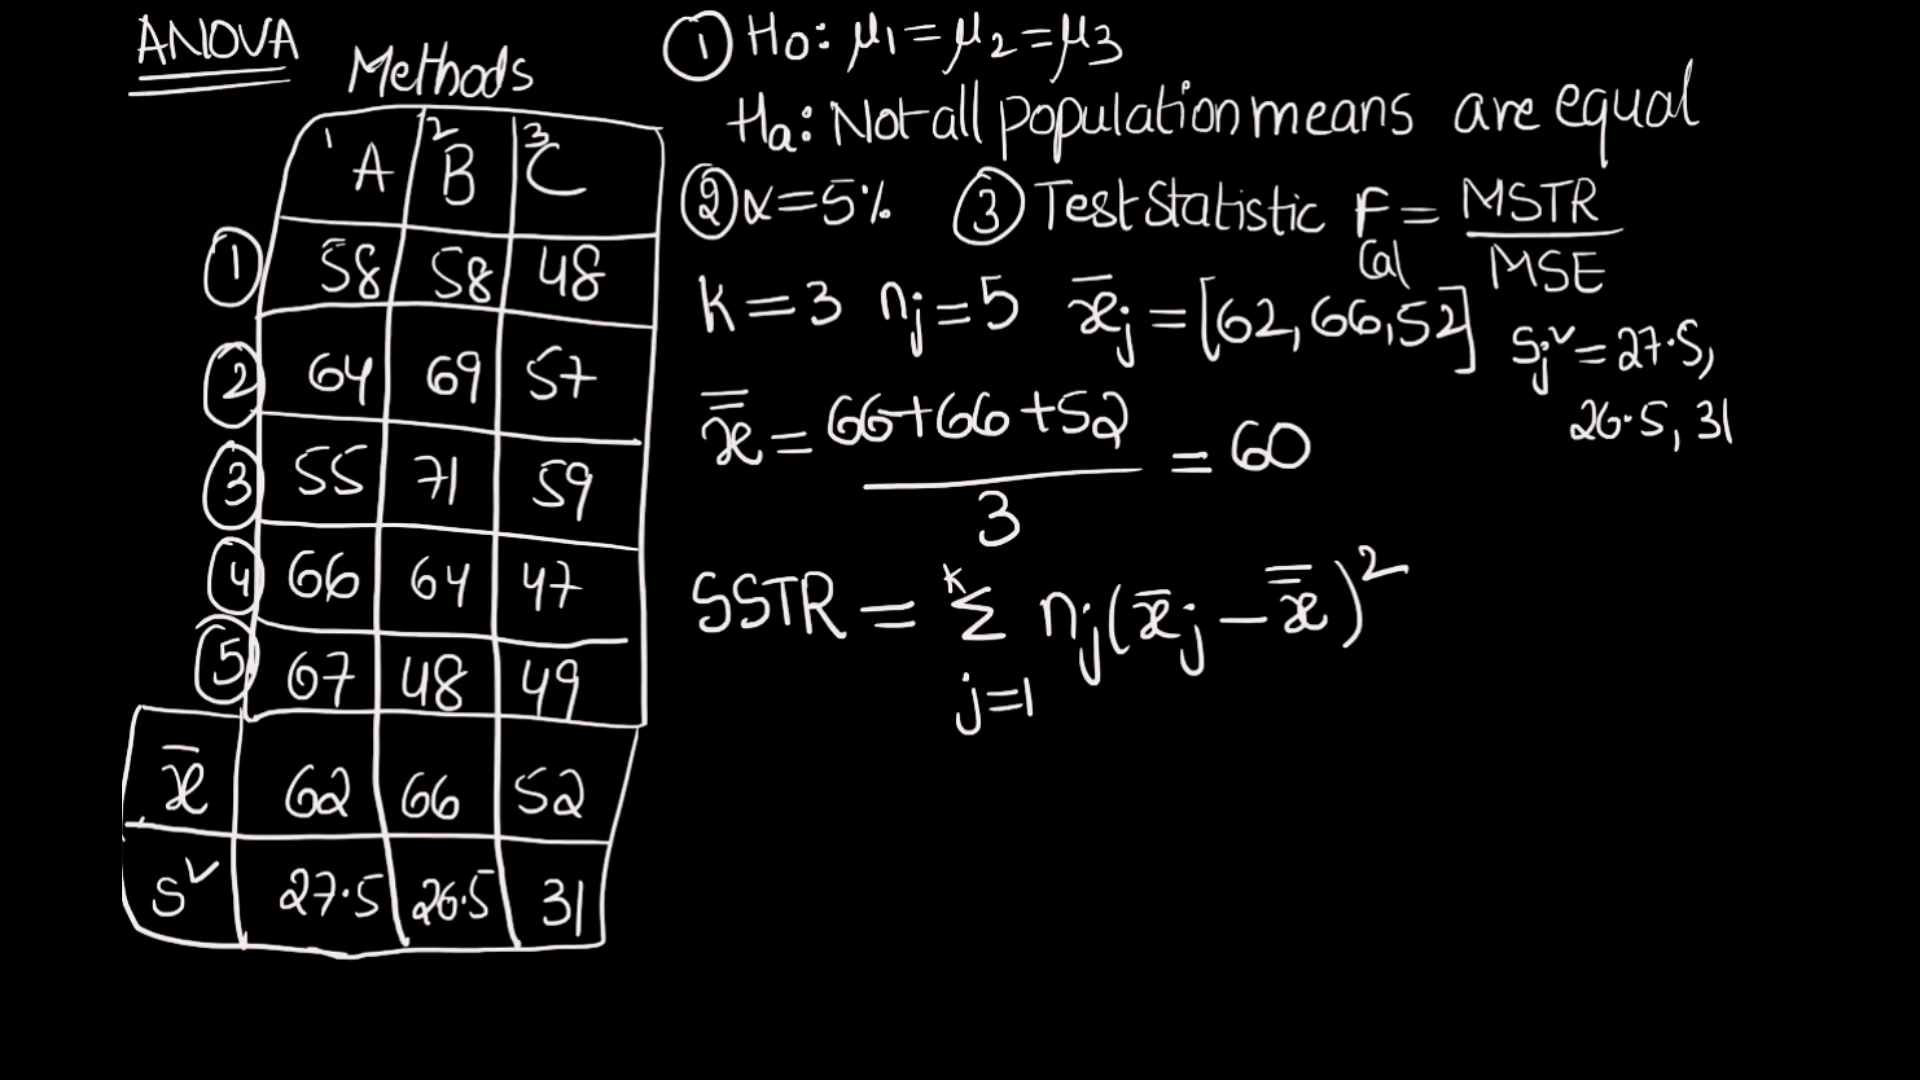 ANOVA
Methods
1 A 2 B 3 C
① 58 58 48
② 64 69 57
③ 55 71 59
④ 66 64 47
⑤ 67 48 49
x̄ 62 66 52
s² 27.5 26.5 31
① H0: μ1 = μ2 = μ3
Ha: Not all population means are equal
② α = 5% ③ Test Statistic F Cal = MSTR / MSE
k = 3 nj = 5 x̄j = [62, 66, 52] sj² = 27.5,
26.5, 31
x̿ = 66 + 66 + 52 / 3 = 60
SSTR = k Σ j=1 nj (x̄j − x̿)²